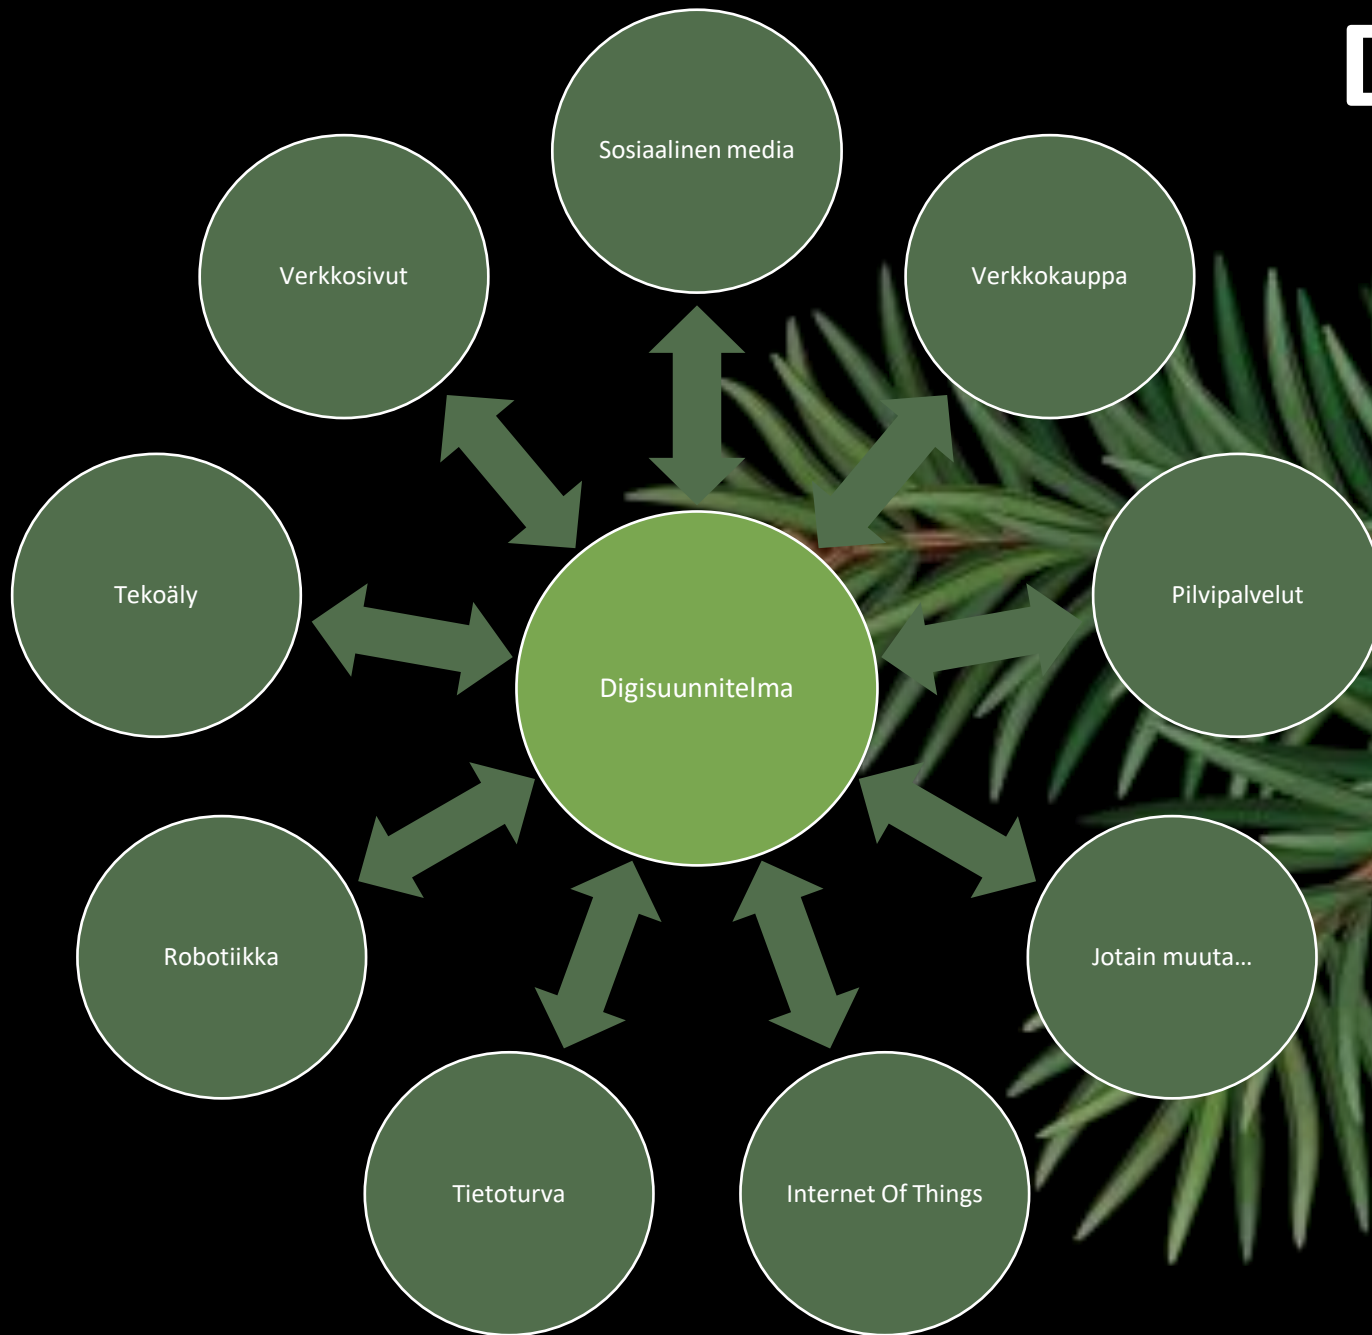 D
Sosiaalinen media
Verkkosivut
Verkkokauppa
Tekoäly
Pilvipalvelut
Digisuunnitelma
Robotiikka
Jotain muuta...
Tietoturva
Internet Of Things